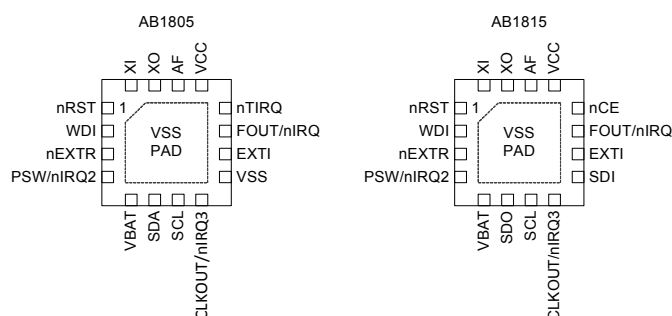 AB1805
XI
XO
AF
VCC
nRST
1
nTIRQ
WDI
FOUT/nIRQ
nEXTR
EXTI
PSW/nIRQ2
VSS
VSS
PAD
VBAT
SDA
SCL
CLKOUT/nIRQ3
AB1815
XI
XO
AF
VCC
nRST
1
nCE
WDI
FOUT/nIRQ
nEXTR
EXTI
PSW/nIRQ2
SDI
VSS
PAD
VBAT
SDO
SCL
CLKOUT/nIRQ3